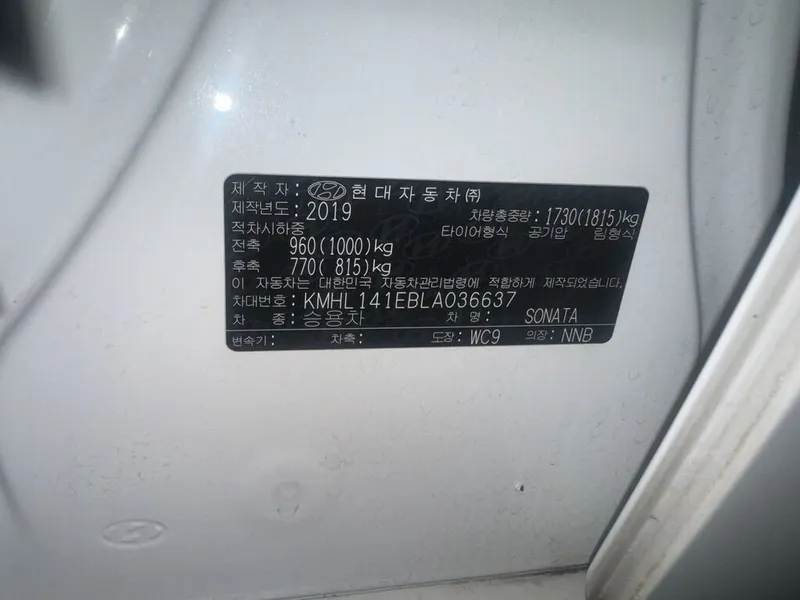 제 작 자 : 현대자동차(주)
제작년도 : 2019 차량총중량 : 1730(1815)kg
적차시하중 타이어형식 공기압 림형식
전축 960(1000)kg
후축 770( 815)kg
이 자동차는 대한민국 자동차관리법령에 적합하게 제작되었습니다.
차대번호 : KMHL141EBLA036637
차 종 : 승용차 차 명 : SONATA
변속기 : 차축 : 도장 : WC9 의장 : NNB